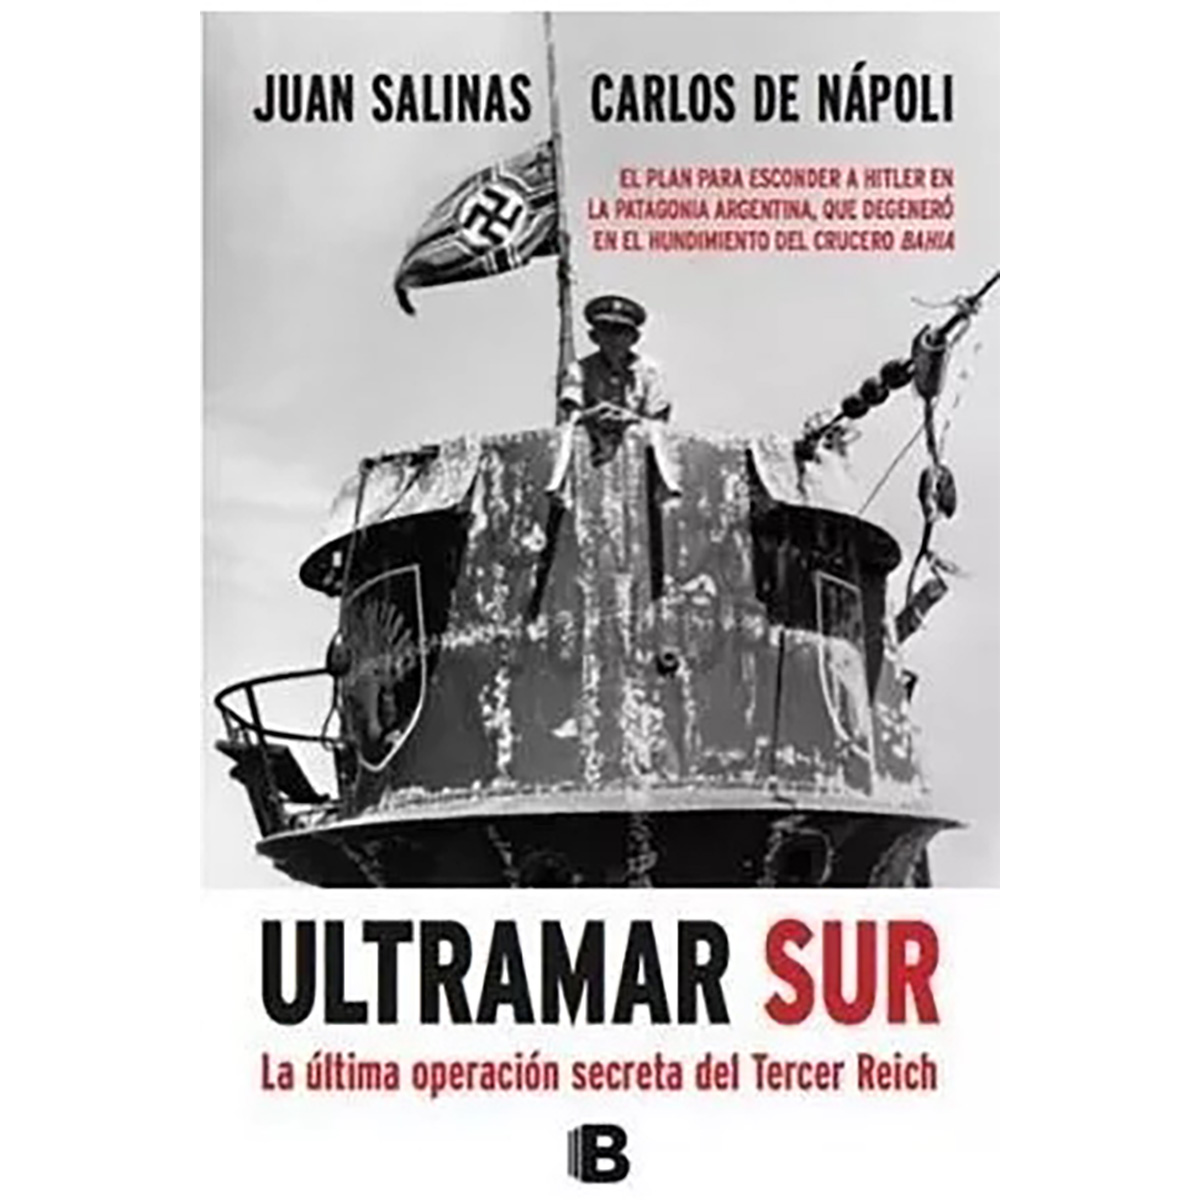 JUAN SALINAS
CARLOS DE NÁPOLI
EL PLAN PARA ESCONDER A HITLER EN
LA PATAGONIA ARGENTINA, QUE DEGENERÓ
EN EL HUNDIMIENTO DEL CRUCERO BAHIA
ULTRAMAR SUR
La última operación secreta del Tercer Reich
B